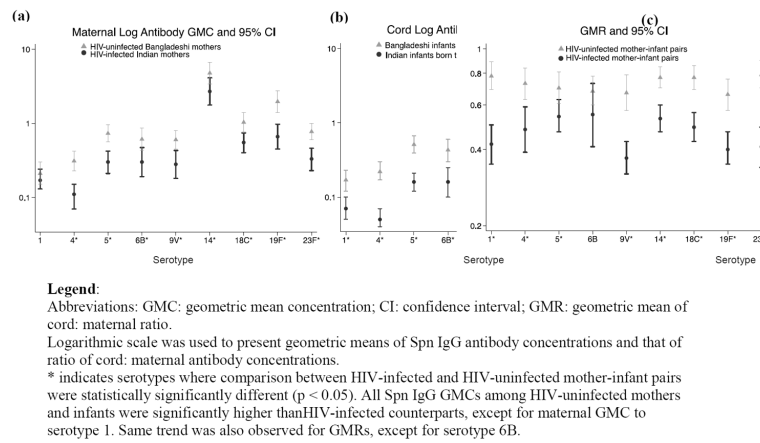 (a)
Maternal Log Antibody GMC and 95% CI
HIV-uninfected Bangladeshi mothers
HIV-infected Indian mothers
10
1
0.1
1 4* 5* 6B* 9V* 14* 18C* 19F* 23F*
Serotype
(b)
Cord Log Anti
Bangladeshi infants
Indian infants born t
10
1
0.1
1* 4* 5* 6B*
Serotype
(c)
GMR and 95% CI
HIV-uninfected mother-infant pairs
HIV-infected mother-infant pairs
0.8
0.6
0.4
0.2
1* 4* 5* 6B 9V* 14* 18C* 19F* 23
Serotype
Legend:
Abbreviations: GMC: geometric mean concentration; CI: confidence interval; GMR: geometric mean of
cord: maternal ratio.
Logarithmic scale was used to present geometric means of Spn IgG antibody concentrations and that of
ratio of cord: maternal antibody concentrations.
* indicates serotypes where comparison between HIV-infected and HIV-uninfected mother-infant pairs
were statistically significantly different (p < 0.05). All Spn IgG GMCs among HIV-uninfected mothers
and infants were significantly higher thanHIV-infected counterparts, except for maternal GMC to
serotype 1. Same trend was also observed for GMRs, except for serotype 6B.